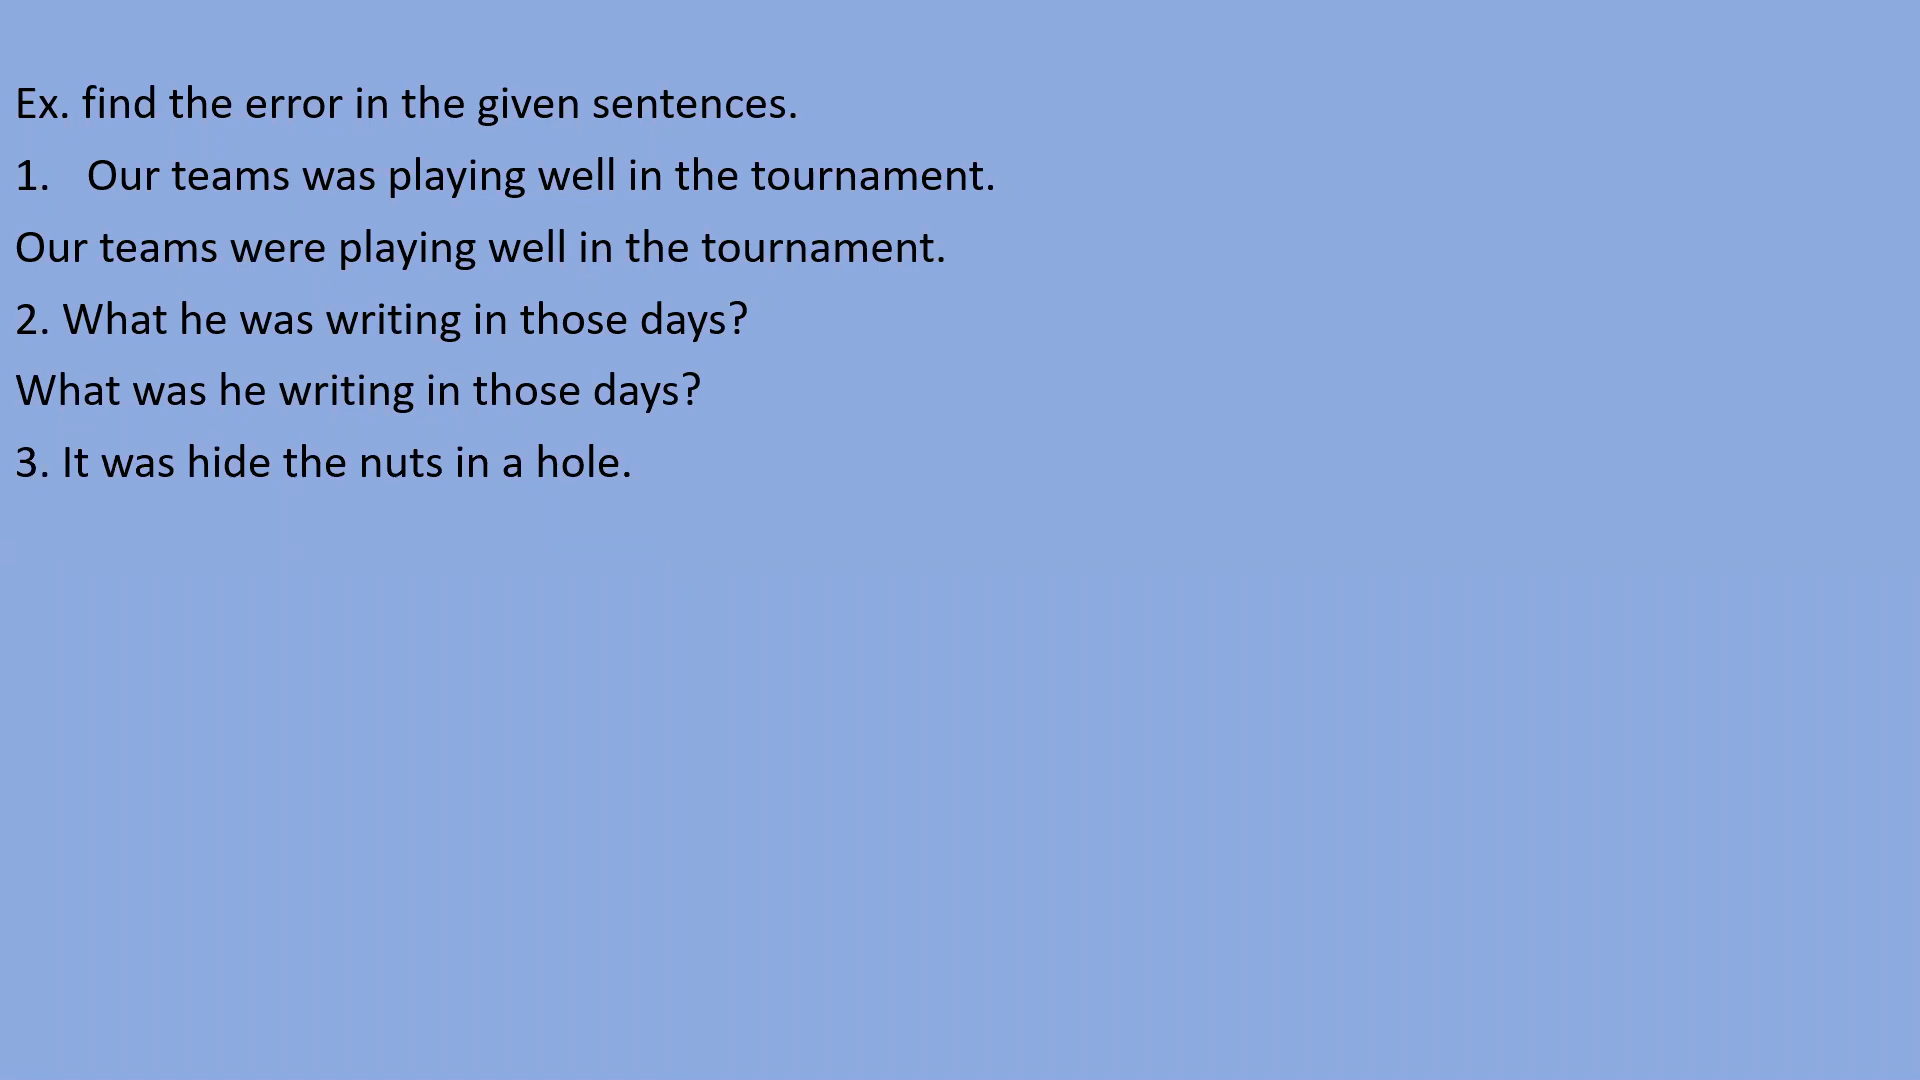 Ex. find the error in the given sentences.
1. Our teams was playing well in the tournament.
Our teams were playing well in the tournament.
2. What he was writing in those days?
What was he writing in those days?
3. It was hide the nuts in a hole.